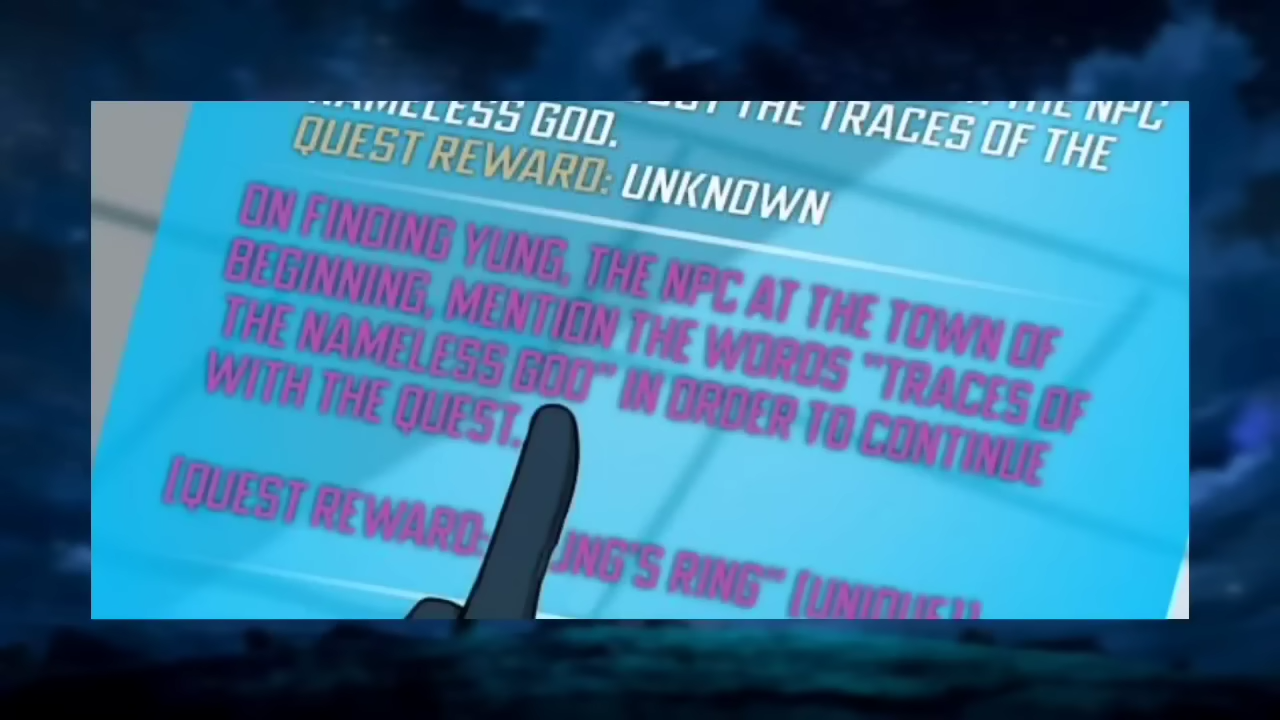 THE NPC
NAMELESS GOD. THE TRACES OF THE
QUEST REWARD: UNKNOWN
ON FINDING YUNG, THE NPC AT THE TOWN OF
BEGINNING, MENTION THE WORDS "TRACES OF
THE NAMELESS GOD" IN ORDER TO CONTINUE
WITH THE QUEST.
[QUEST REWARD: RING" (UNIQUE)]